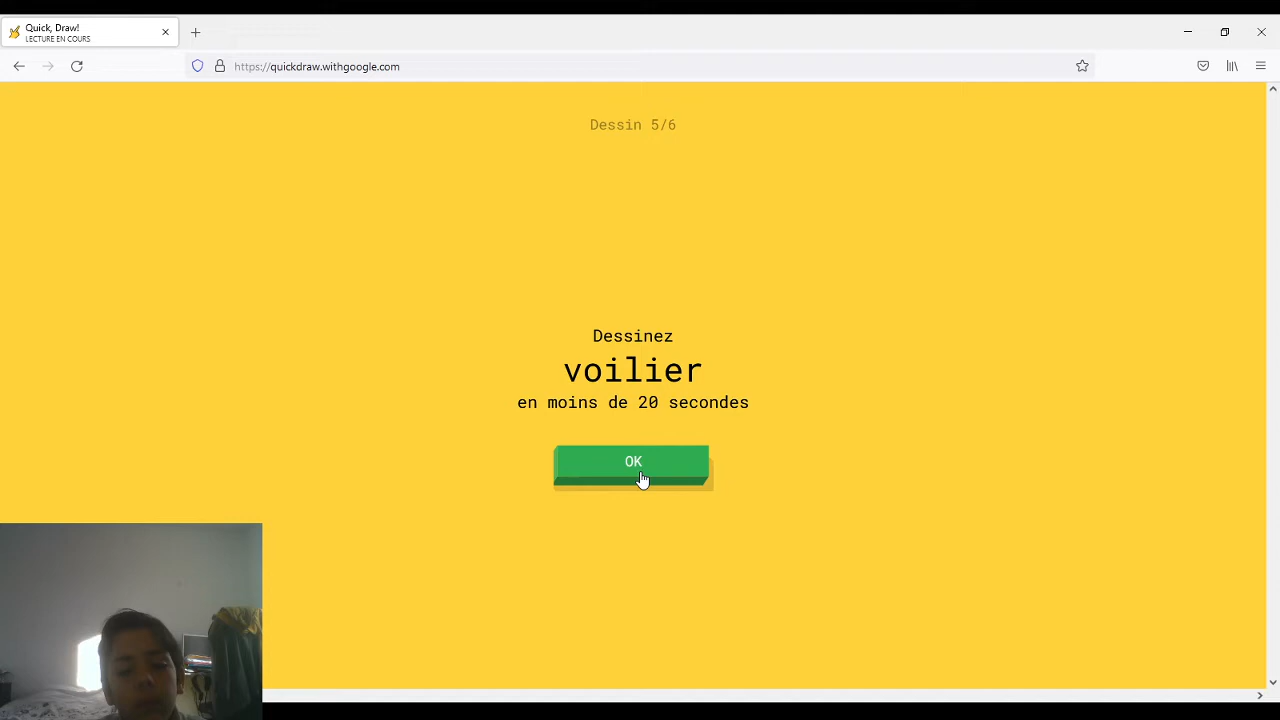 Quick, Draw!
LECTURE EN COURS
https://quickdraw.withgoogle.com
Dessin 5/6
Dessinez
voilier
en moins de 20 secondes
OK